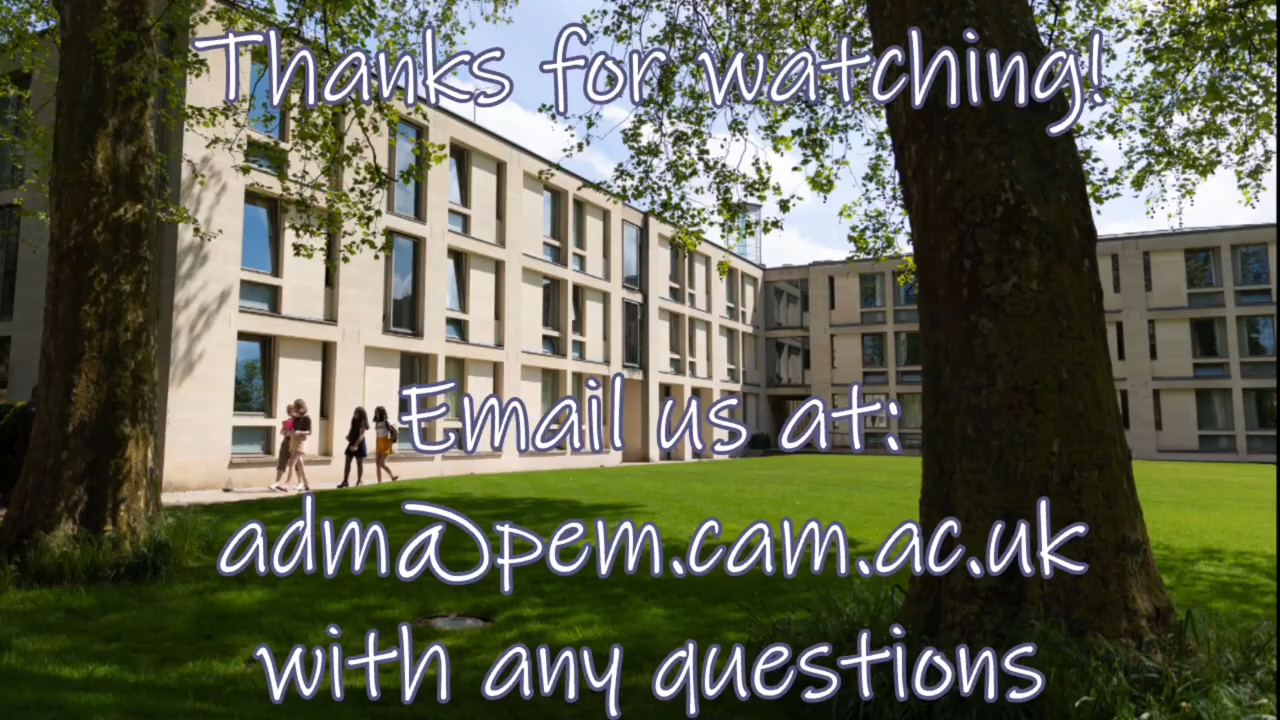 Thanks for watching!
Email us at:
adm@pem.cam.ac.uk
with any questions